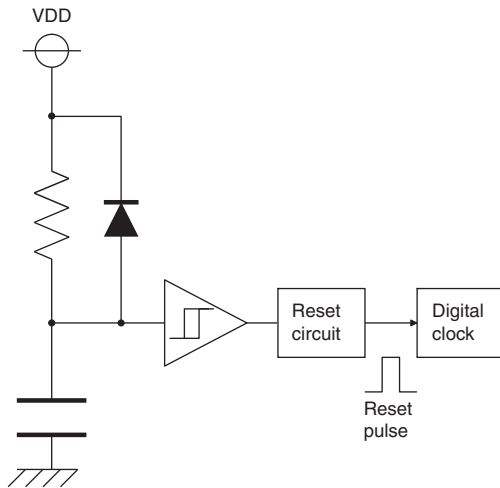 VDD
Reset
circuit
Digital
clock
Reset
pulse